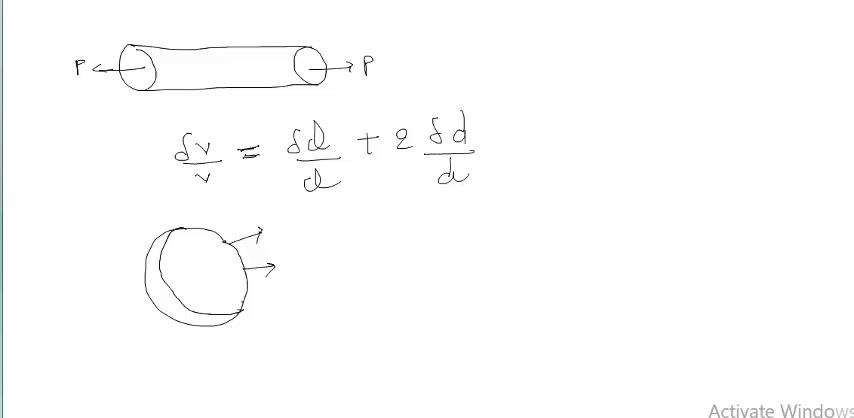 P P
δv/v = δl/l + 2 δd/d
Activate Windows